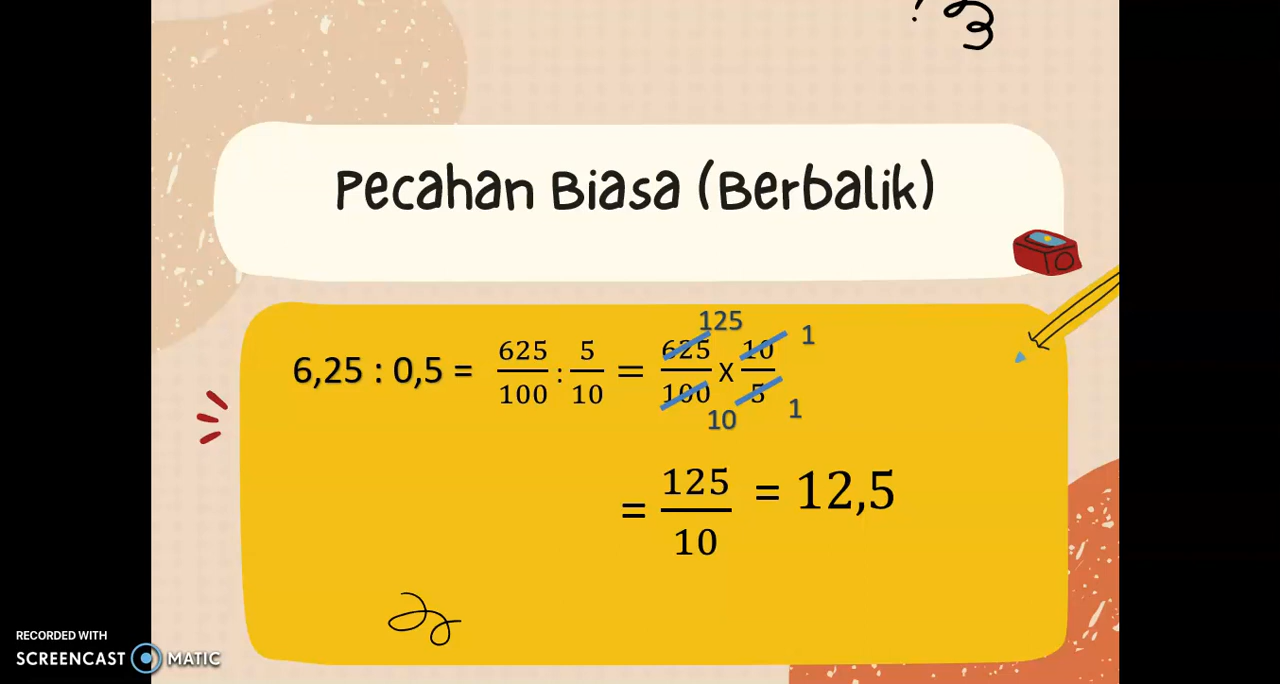 Pecahan Biasa (Berbalik)
6,25 : 0,5 = 625/100 : 5/10 = 625/100 x 10/5
125 1
10 1
= 125/10 = 12,5
RECORDED WITH
SCREENCAST MATIC